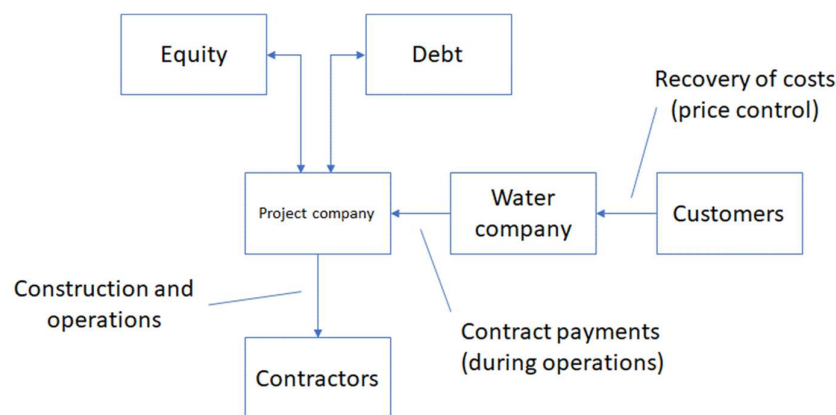 Equity
Debt
Recovery of costs
(price control)
Project company
Water
company
Customers
Construction and
operations
Contract payments
(during operations)
Contractors